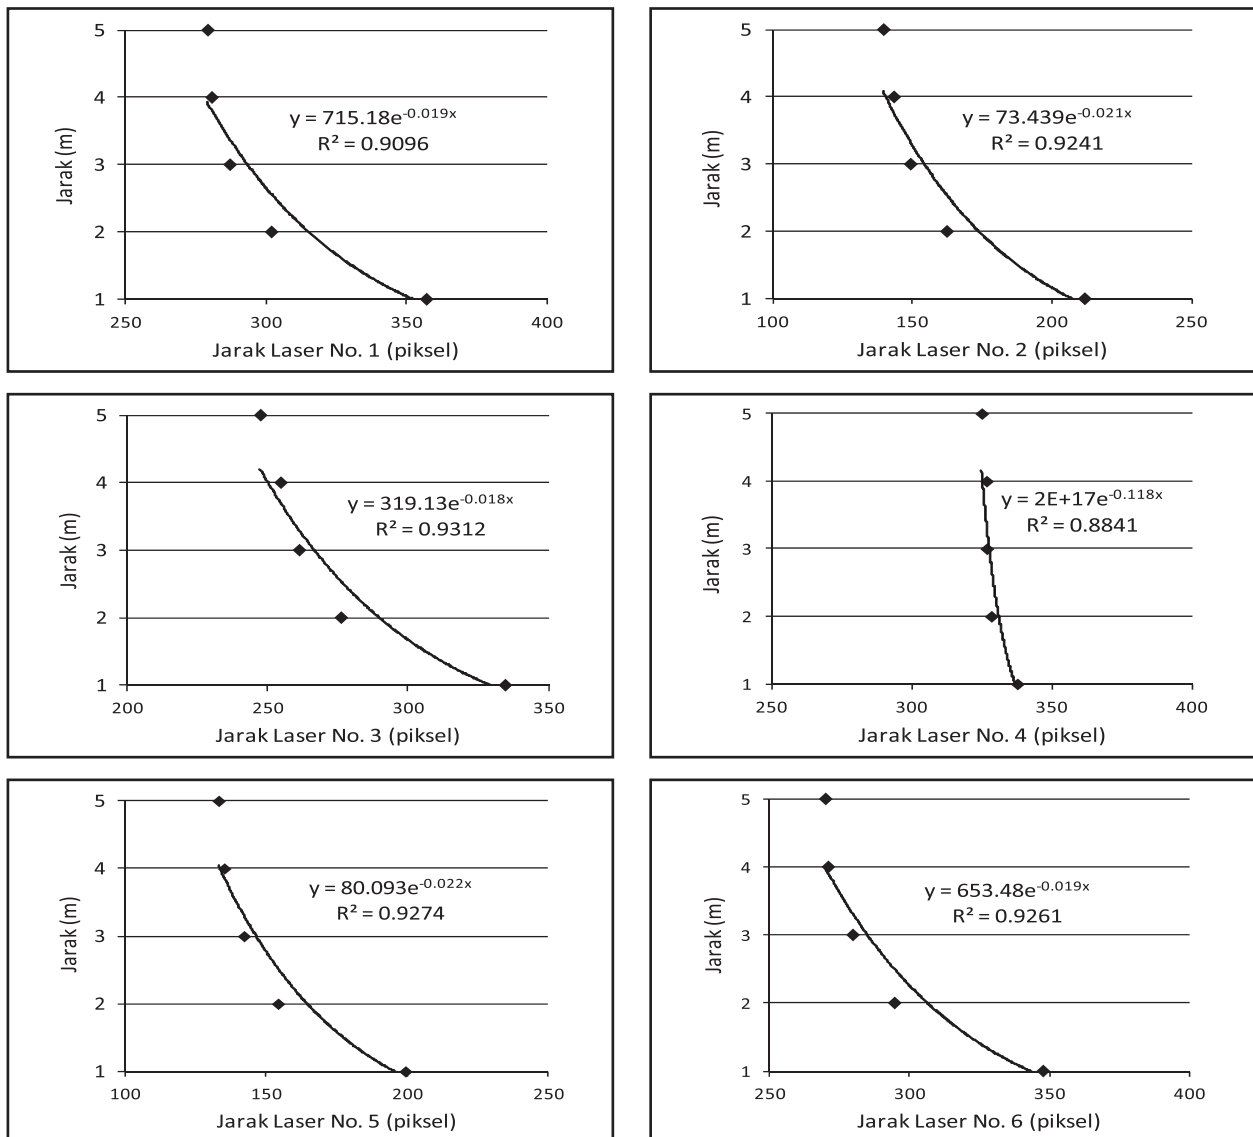 5
4
3
2
1
Jarak (m)
y = 715.18e^-0.019x
R² = 0.9096
250 300 350 400
Jarak Laser No. 1 (piksel)
5
4
3
2
1
Jarak (m)
y = 73.439e^-0.021x
R² = 0.9241
100 150 200 250
Jarak Laser No. 2 (piksel)
5
4
3
2
1
Jarak (m)
y = 319.13e^-0.018x
R² = 0.9312
200 250 300 350
Jarak Laser No. 3 (piksel)
5
4
3
2
1
Jarak (m)
y = 2E+17e^-0.118x
R² = 0.8841
250 300 350 400
Jarak Laser No. 4 (piksel)
5
4
3
2
1
Jarak (m)
y = 80.093e^-0.022x
R² = 0.9274
100 150 200 250
Jarak Laser No. 5 (piksel)
5
4
3
2
1
Jarak (m)
y = 653.48e^-0.019x
R² = 0.9261
250 300 350 400
Jarak Laser No. 6 (piksel)